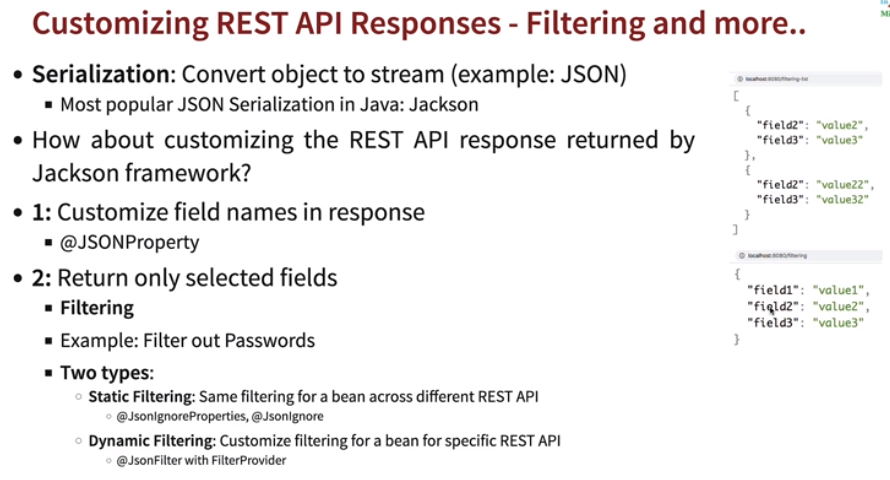 Customizing REST API Responses - Filtering and more..
• Serialization: Convert object to stream (example: JSON)
▪ Most popular JSON Serialization in Java: Jackson
• How about customizing the REST API response returned by
Jackson framework?
• 1: Customize field names in response
▪ @JSONProperty
• 2: Return only selected fields
▪ Filtering
▪ Example: Filter out Passwords
▪ Two types:
○ Static Filtering: Same filtering for a bean across different REST API
○ @JsonIgnoreProperties, @JsonIgnore
○ Dynamic Filtering: Customize filtering for a bean for specific REST API
○ @JsonFilter with FilterProvider
localhost:8080/filtering-list
[
{
"field2": "value2",
"field3": "value3"
},
{
"field2": "value22",
"field3": "value32"
}
]
localhost:8080/filtering
{
"field1": "value1",
"field2": "value2",
"field3": "value3"
}